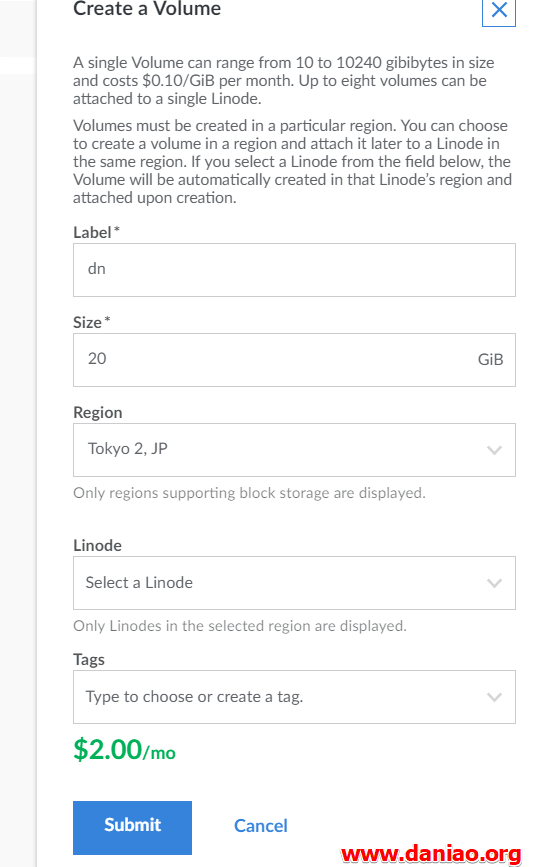 Create a Volume
A single Volume can range from 10 to 10240 gibibytes in size
and costs $0.10/GiB per month. Up to eight volumes can be
attached to a single Linode.
Volumes must be created in a particular region. You can choose
to create a volume in a region and attach it later to a Linode in
the same region. If you select a Linode from the field below, the
Volume will be automatically created in that Linode's region and
attached upon creation.
Label*
dn
Size*
20 GiB
Region
Tokyo 2, JP
Only regions supporting block storage are displayed.
Linode
Select a Linode
Only Linodes in the selected region are displayed.
Tags
Type to choose or create a tag.
$2.00/mo
Submit Cancel
www.daniao.org